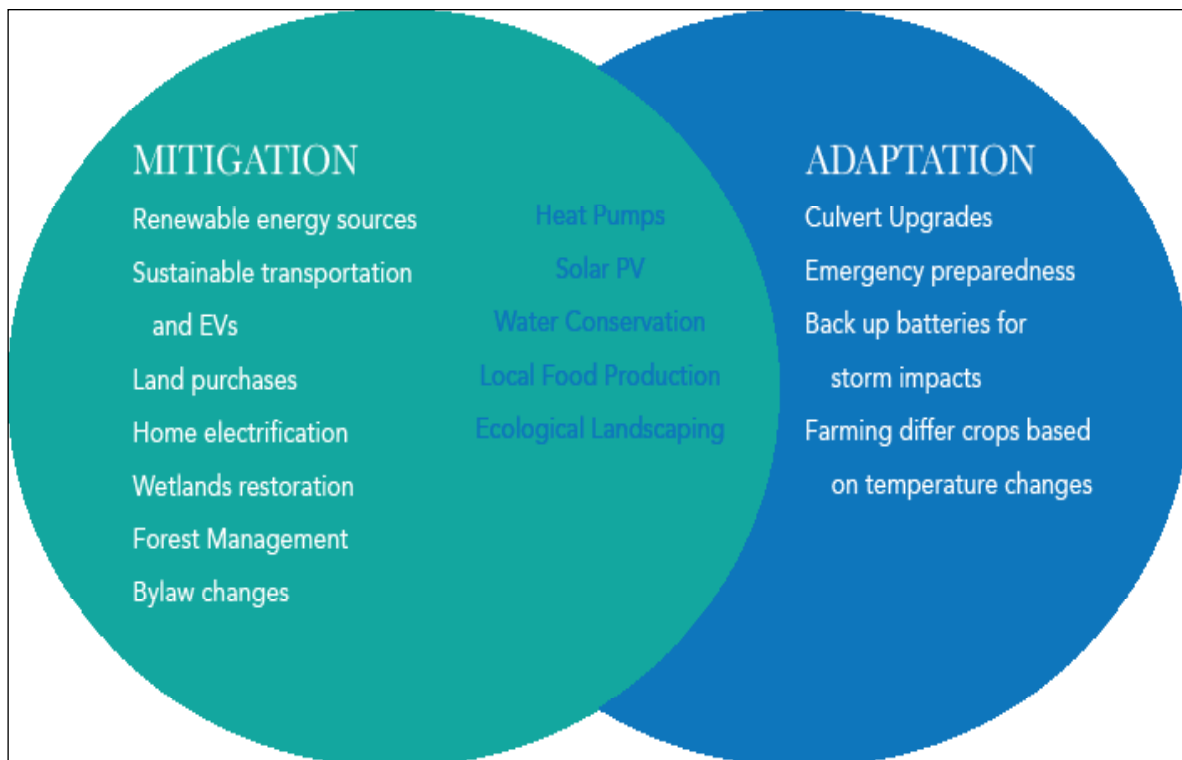 MITIGATION
Renewable energy sources
Sustainable transportation
and EVs
Land purchases
Home electrification
Wetlands restoration
Forest Management
Bylaw changes
Heat Pumps
Solar PV
Water Conservation
Local Food Production
Ecological Landscaping
ADAPTATION
Culvert Upgrades
Emergency preparedness
Back up batteries for
storm impacts
Farming differ crops based
on temperature changes